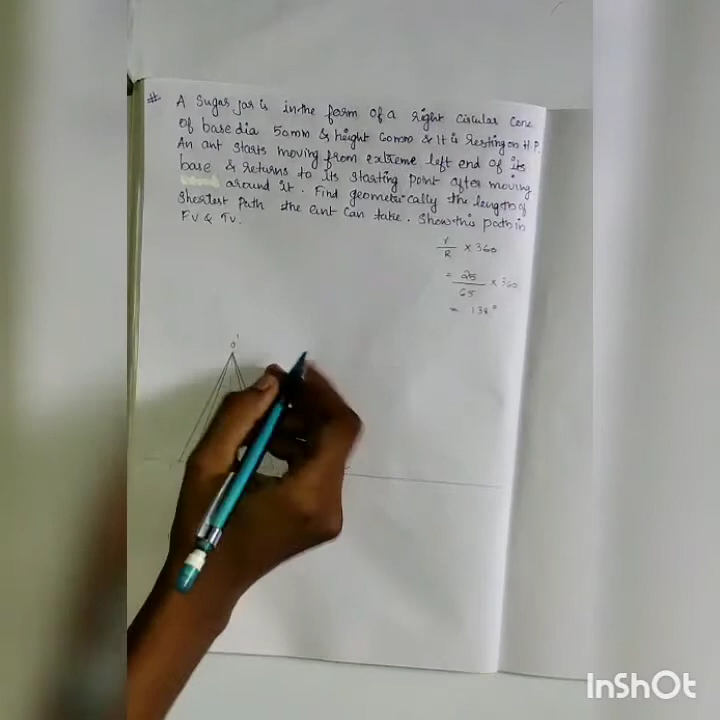 # A Sugar jar is in the form of a right circular cone
of base dia 50mm & height 60mm & It is resting on H.P.
An ant starts moving from extreme left end of its
base & returns to its starting point after moving
around it. Find geometrically the length of
shortest path the ant can take. Show this path in
FV & TV.
r/R × 360
= 25/65 × 360
= 138°
o'
InShOt